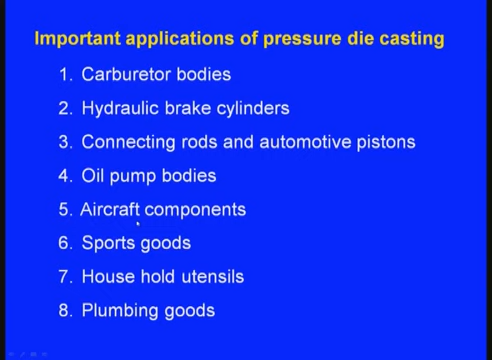 Important applications of pressure die casting
1. Carburetor bodies
2. Hydraulic brake cylinders
3. Connecting rods and automotive pistons
4. Oil pump bodies
5. Aircraft components
6. Sports goods
7. House hold utensils
8. Plumbing goods